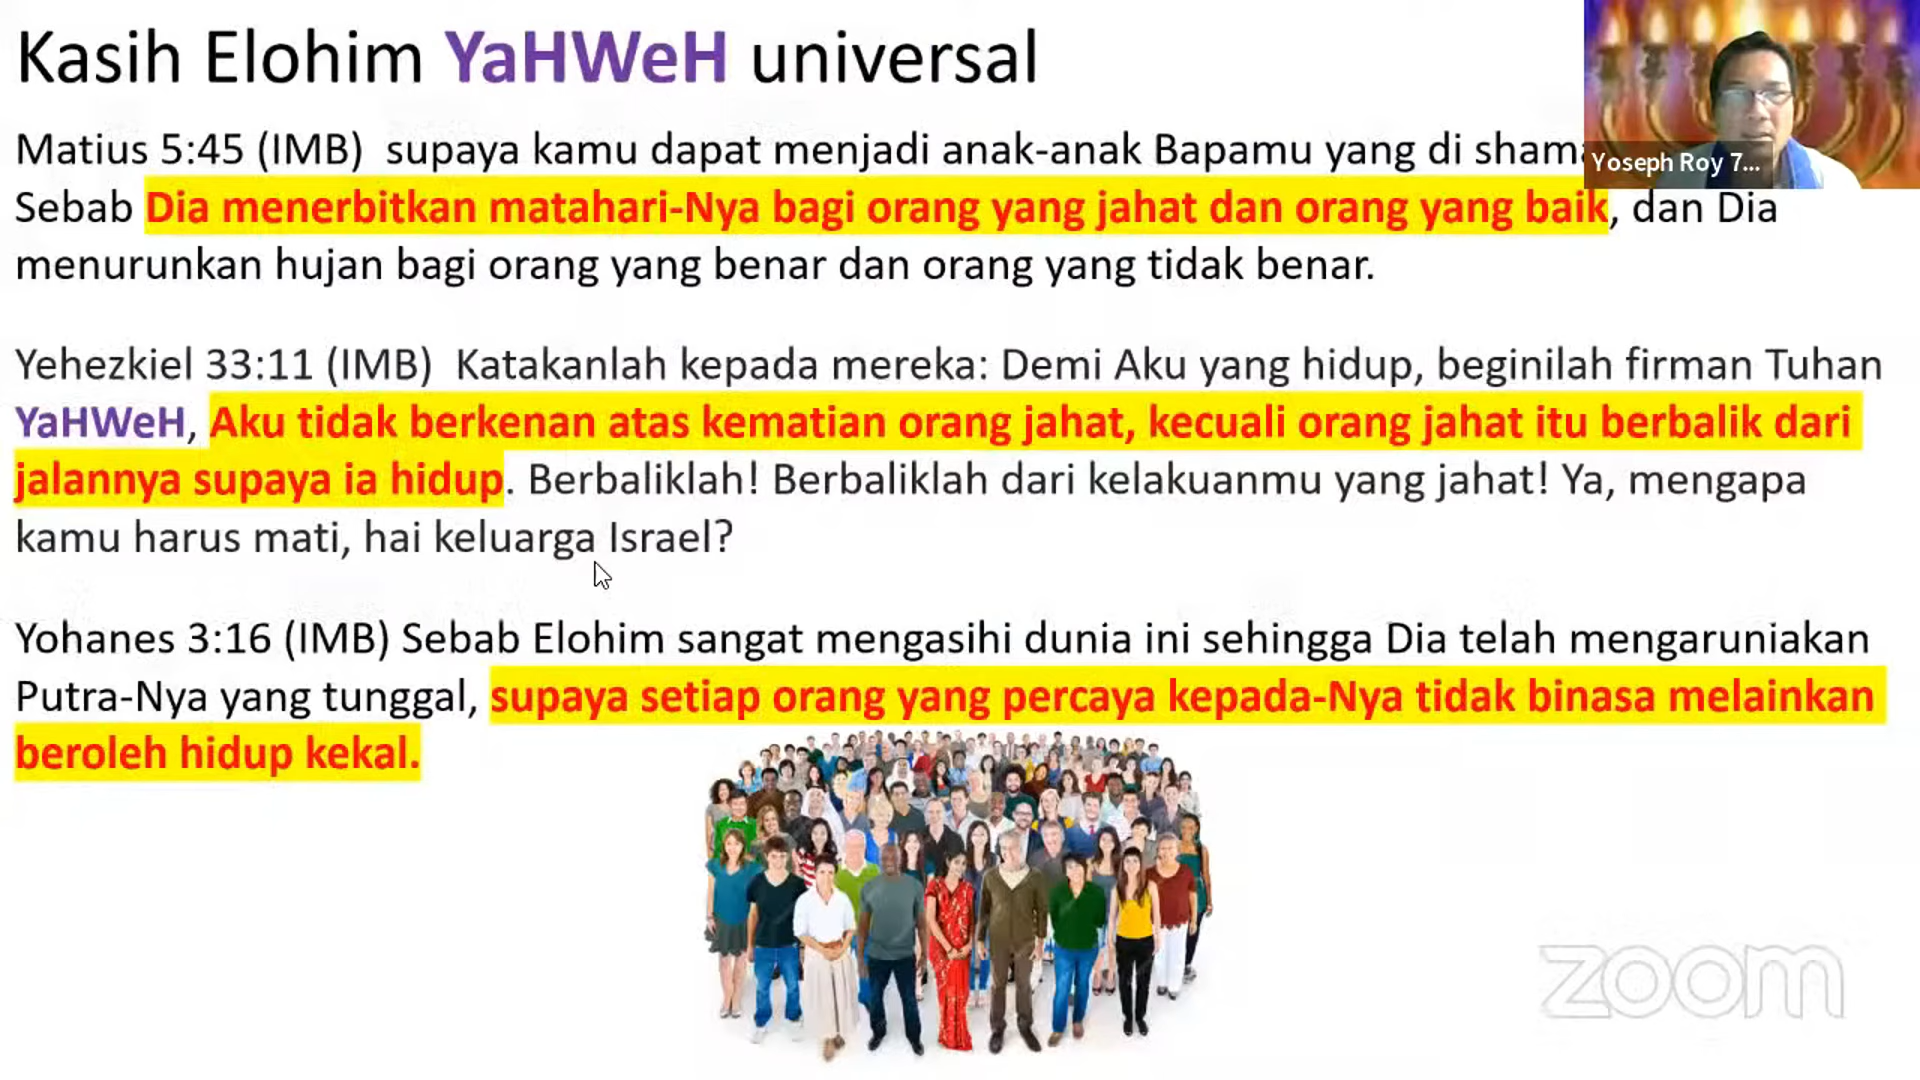 Kasih Elohim YaHWeH universal
Matius 5:45 (IMB) supaya kamu dapat menjadi anak-anak Bapamu yang di
Yoseph Roy 7...
Sebab Dia menerbitkan matahari-Nya bagi orang yang jahat dan orang yang baik, dan Dia
menurunkan hujan bagi orang yang benar dan orang yang tidak benar.
Yehezkiel 33:11 (IMB) Katakanlah kepada mereka: Demi Aku yang hidup, beginilah firman Tuhan
YaHWeH, Aku tidak berkenan atas kematian orang jahat, kecuali orang jahat itu berbalik dari
jalannya supaya ia hidup. Berbaliklah! Berbaliklah dari kelakuanmu yang jahat! Ya, mengapa
kamu harus mati, hai keluarga Israel?
Yohanes 3:16 (IMB) Sebab Elohim sangat mengasihi dunia ini sehingga Dia telah mengaruniakan
Putra-Nya yang tunggal, supaya setiap orang yang percaya kepada-Nya tidak binasa melainkan
beroleh hidup kekal.
zoom